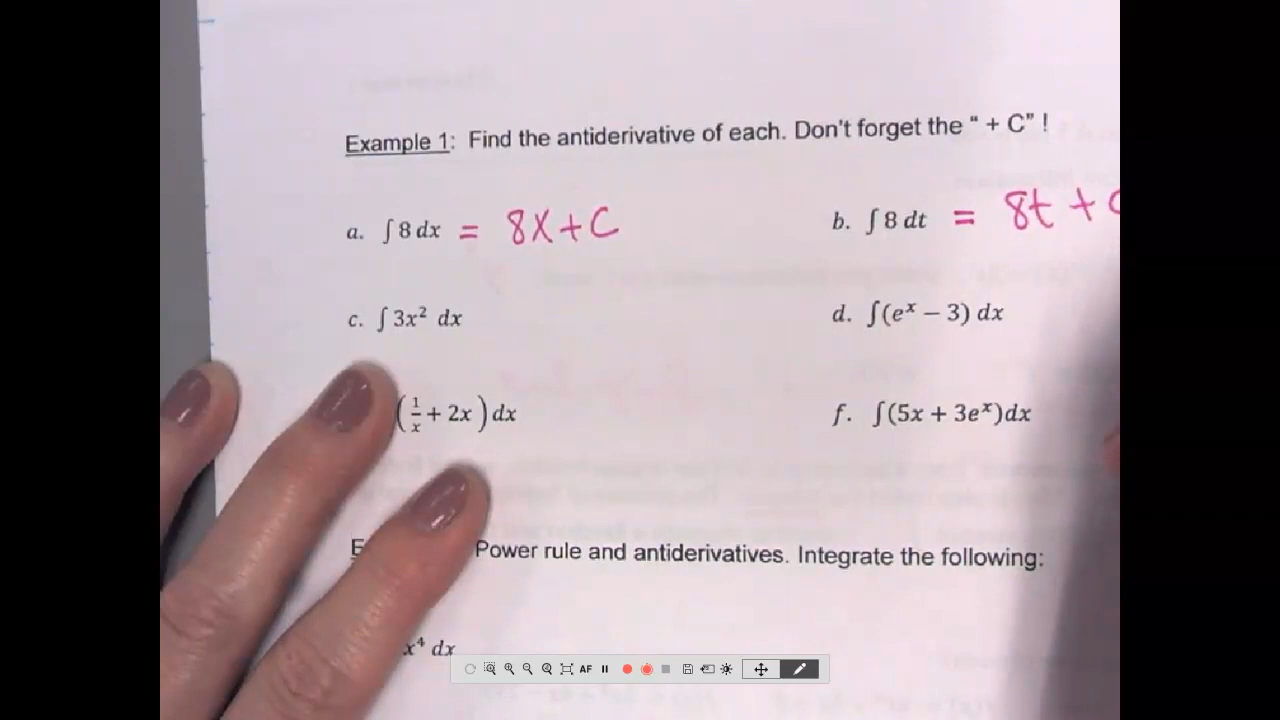 Example 1: Find the antiderivative of each. Don't forget the “ + C” !
a. ∫ 8 dx = 8x + C
b. ∫ 8 dt = 8t +
c. ∫ 3x² dx
d. ∫(eˣ − 3) dx
(1/x + 2x) dx
f. ∫(5x + 3eˣ)dx
Power rule and antiderivatives. Integrate the following:
x⁴ dx
AF